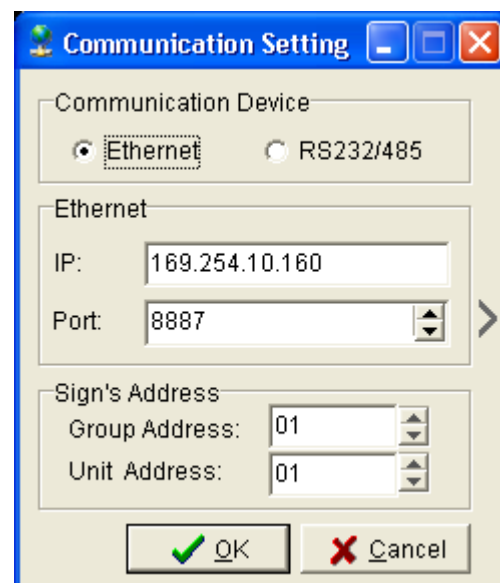 Communication Setting
Communication Device
Ethernet RS232/485
Ethernet
IP: 169.254.10.160
Port: 8887
Sign's Address
Group Address: 01
Unit Address: 01
OK Cancel